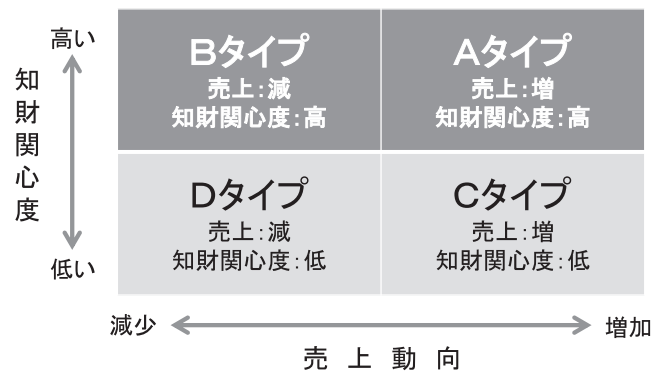 高い
知財関心度
低い
Bタイプ
売上:減
知財関心度:高
Aタイプ
売上:増
知財関心度:高
Dタイプ
売上:減
知財関心度:低
Cタイプ
売上:増
知財関心度:低
減少
増加
売上動向